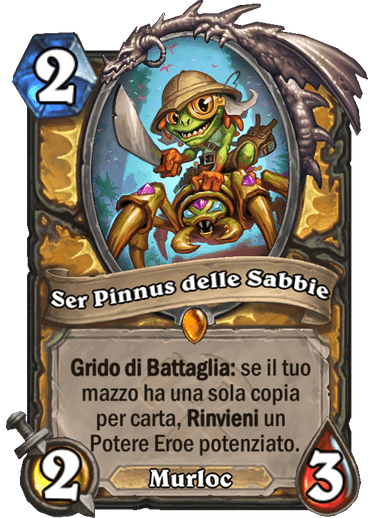 2
Ser Pinnus delle Sabbie
Grido di Battaglia: se il tuo
mazzo ha una sola copia
per carta, Rinvieni un
Potere Eroe potenziato.
2
Murloc
3